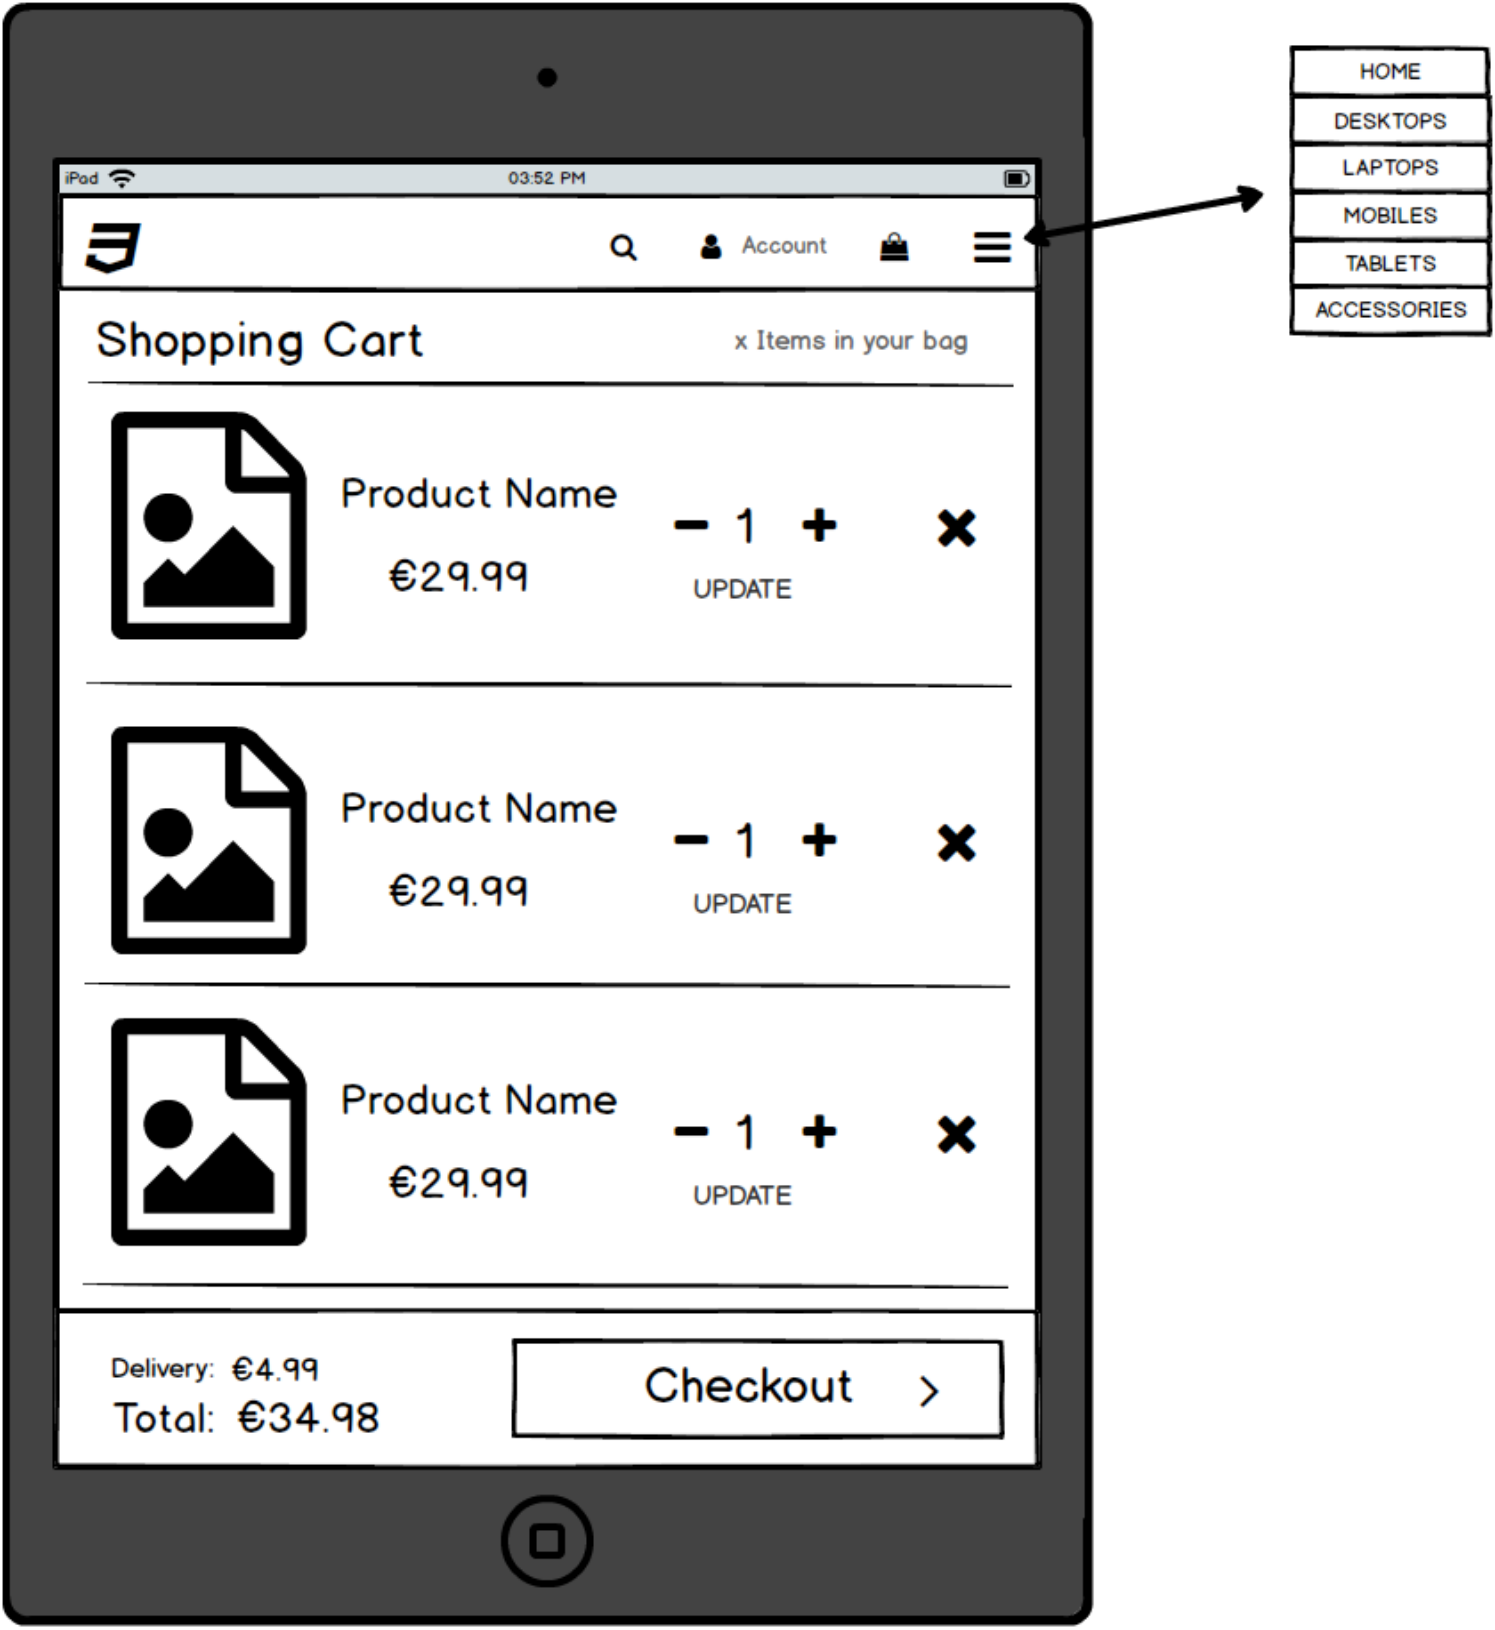 iPad
03:52 PM
Account
Shopping Cart
x Items in your bag
Product Name
€29.99
1
UPDATE
Product Name
€29.99
1
UPDATE
Product Name
€29.99
1
UPDATE
Delivery: €4.99
Total: €34.98
Checkout
HOME
DESKTOPS
LAPTOPS
MOBILES
TABLETS
ACCESSORIES